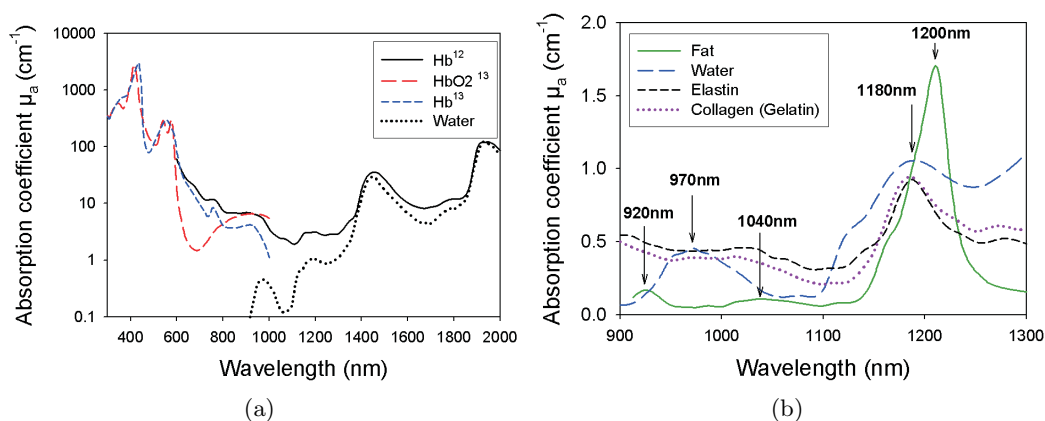 (a)
Absorption coefficient μa (cm-1)
10000
1000
100
10
1
0.1
400 600 800 1000 1200 1400 1600 1800 2000
Wavelength (nm)
Hb12
HbO2 13
Hb13
Water
(a)
(b)
Absorption coefficient μa (cm-1)
2.0
1.5
1.0
0.5
0.0
900 1000 1100 1200 1300
Wavelength (nm)
Fat
Water
Elastin
Collagen (Gelatin)
1200nm
1180nm
970nm
920nm
1040nm
(b)